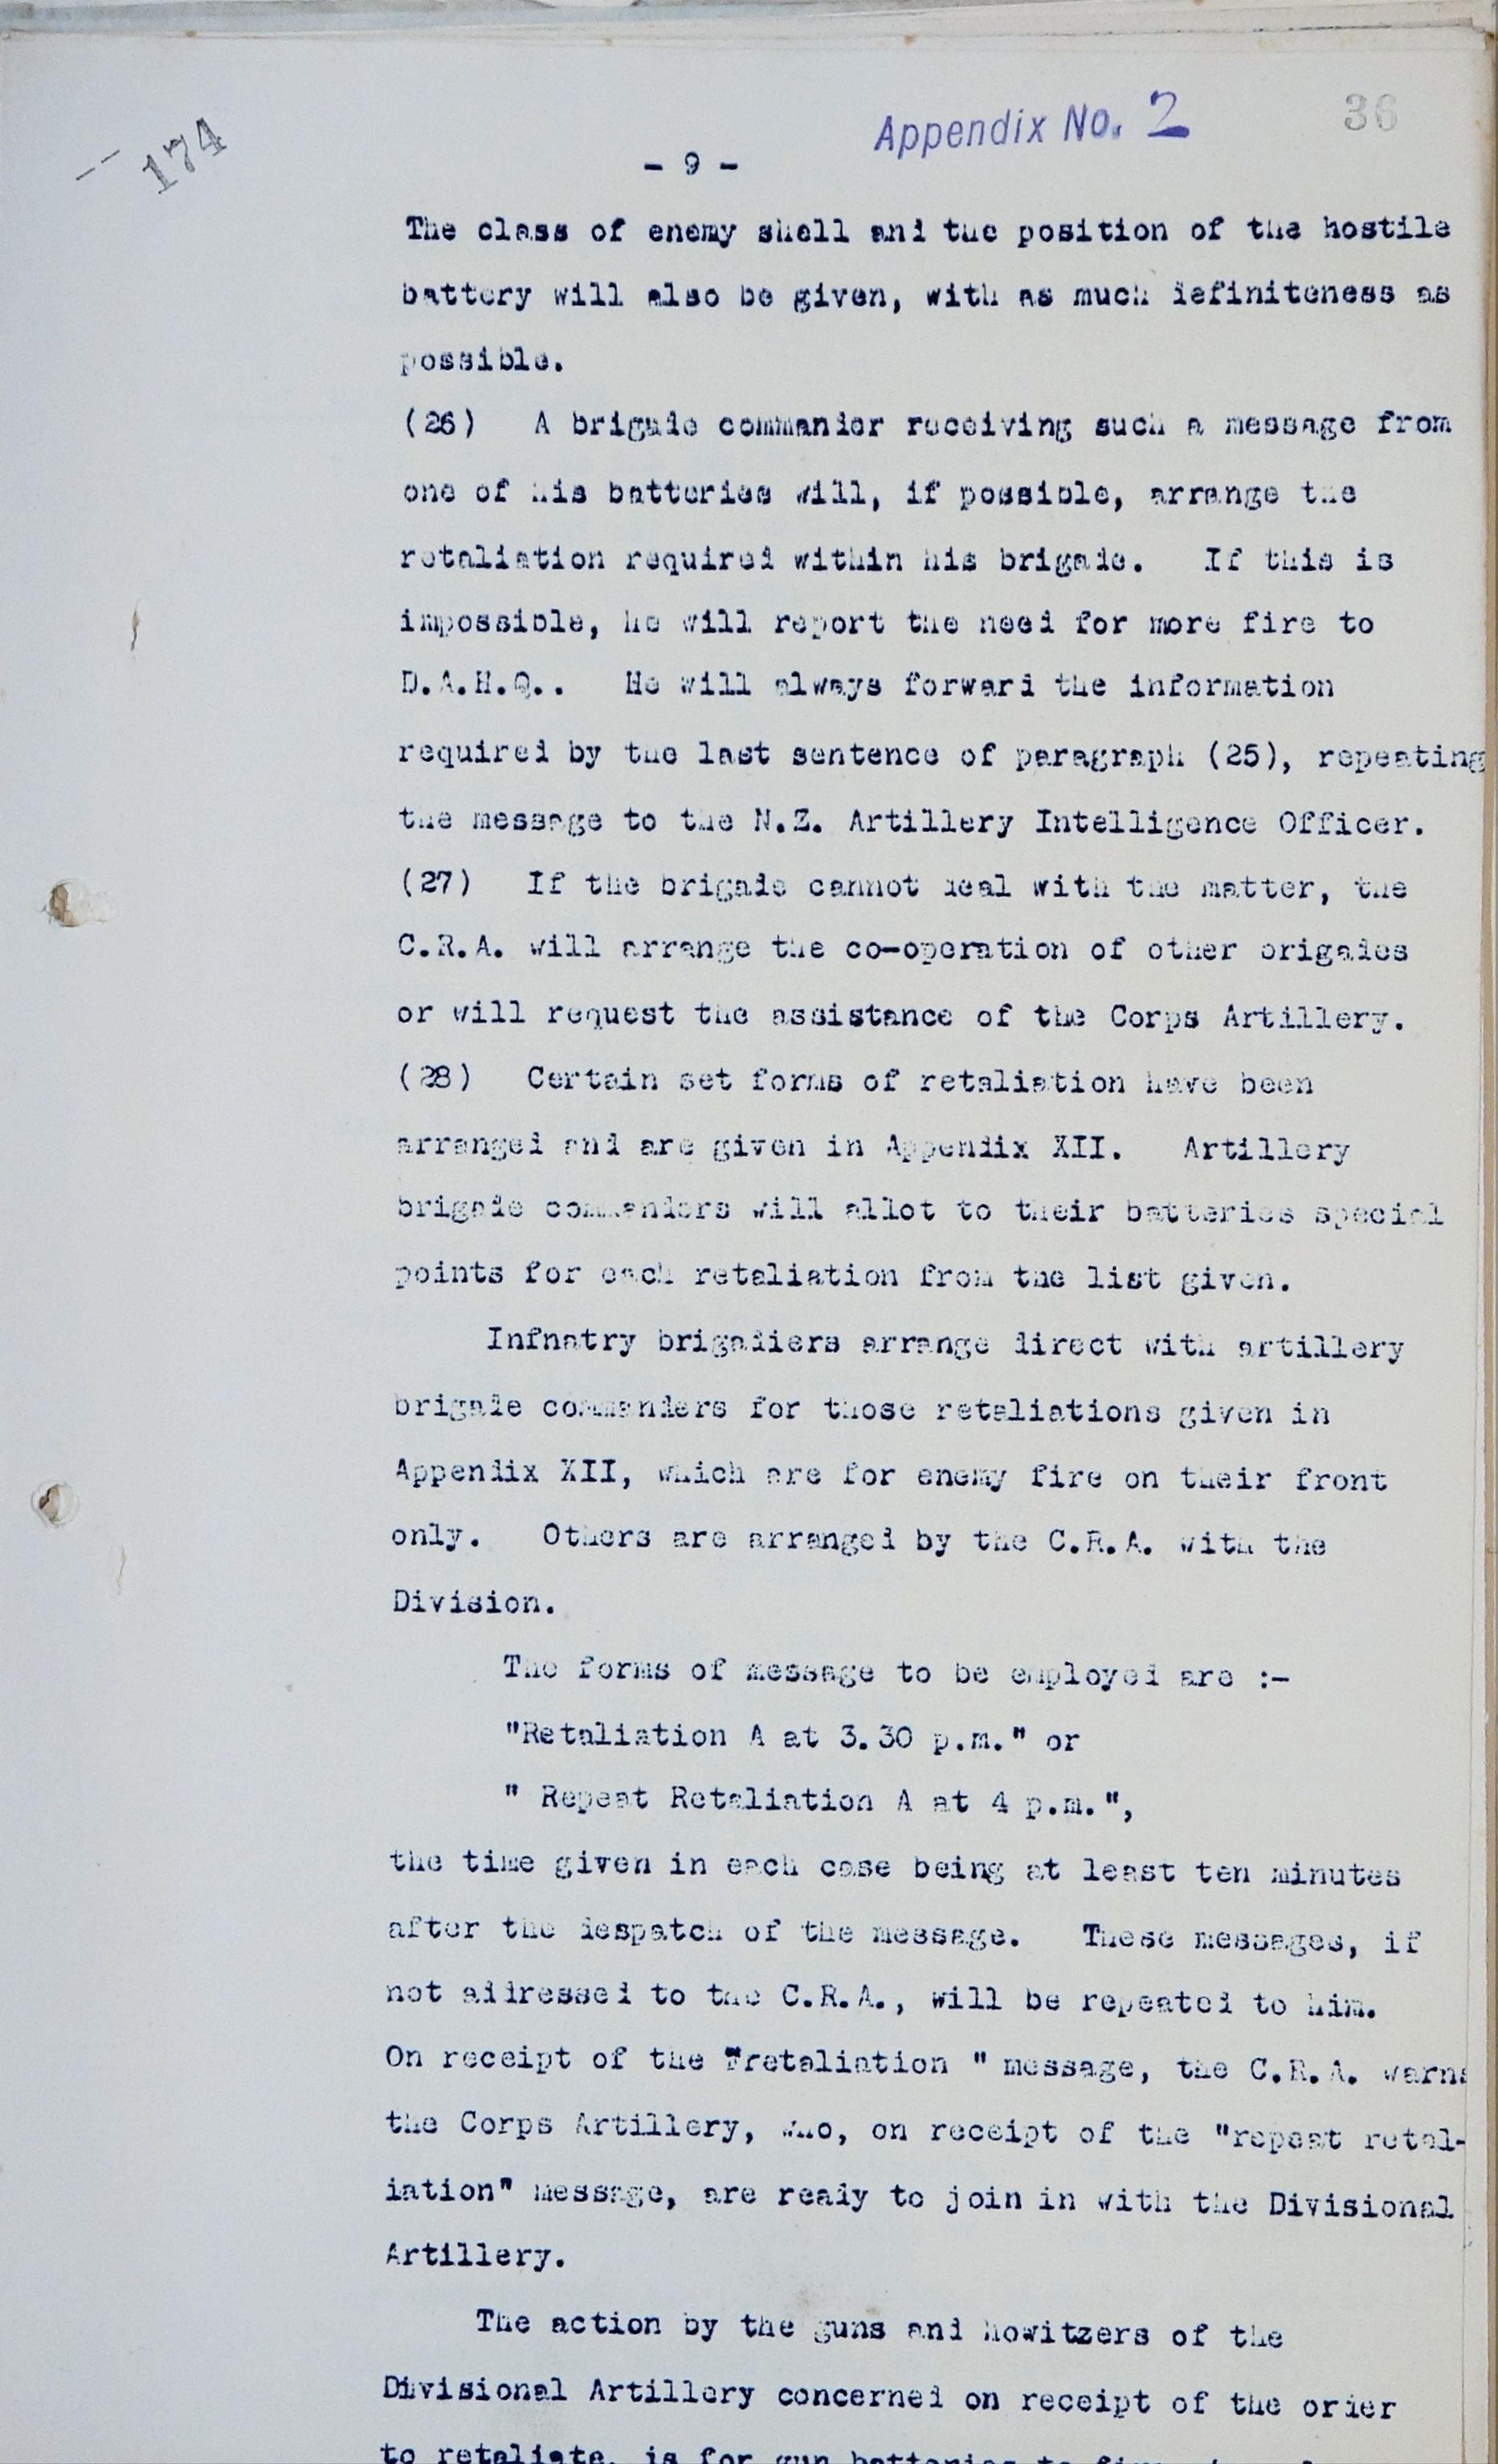 Appendix No. 2
36
174
- 9 -
The class of enemy shell and the position of the hostile
battery will also be given, with as much definiteness as
possible.
(26) A brigade commander receiving such a message from
one of his batteries will, if possible, arrange the
retaliation required within his brigade. If this is
impossible, he will report the need for more fire to
D.A.H.Q.. He will always forward the information
required by the last sentence of paragraph (25), repeating
the message to the N.Z. Artillery Intelligence Officer.
(27) If the brigade cannot deal with the matter, the
C.R.A. will arrange the co-operation of other brigades
or will request the assistance of the Corps Artillery.
(28) Certain set forms of retaliation have been
arranged and are given in Appendix XII. Artillery
brigade commanders will allot to their batteries special
points for each retaliation from the list given.
Infnatry brigadiers arrange direct with artillery
brigade commanders for those retaliations given in
Appendix XII, which are for enemy fire on their front
only. Others are arranged by the C.R.A. with the
Division.
The forms of message to be employed are :-
"Retaliation A at 3.30 p.m." or
" Repeat Retaliation A at 4 p.m.",
the time given in each case being at least ten minutes
after the despatch of the message. These messages, if
not addressed to the C.R.A., will be repeated to him.
On receipt of the "retaliation " message, the C.R.A. warns
the Corps Artillery, who, on receipt of the "repeat retal-
iation" message, are ready to join in with the Divisional
Artillery.
The action by the guns and howitzers of the
Divisional Artillery concerned on receipt of the order
to retaliate, is for gun batteries to